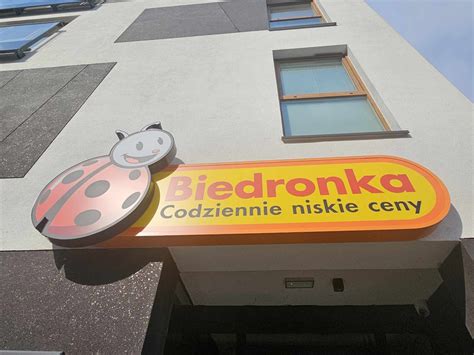 Biedronka
Codziennie niskie ceny